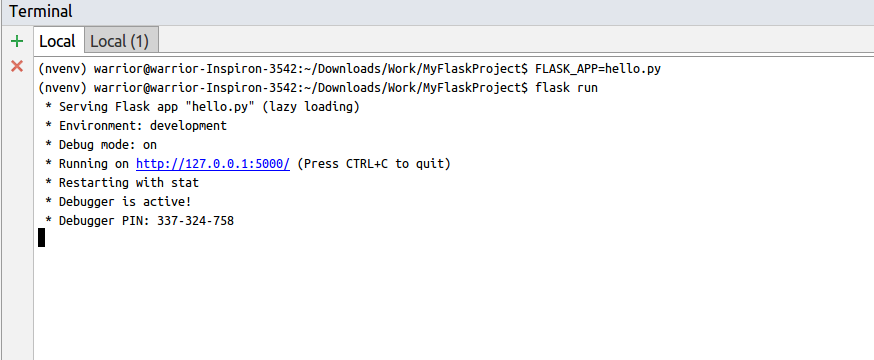 Terminal
Local Local (1)
(nvenv) warrior@warrior-Inspiron-3542:~/Downloads/Work/MyFlaskProject$ FLASK_APP=hello.py
(nvenv) warrior@warrior-Inspiron-3542:~/Downloads/Work/MyFlaskProject$ flask run
* Serving Flask app "hello.py" (lazy loading)
* Environment: development
* Debug mode: on
* Running on http://127.0.0.1:5000/ (Press CTRL+C to quit)
* Restarting with stat
* Debugger is active!
* Debugger PIN: 337-324-758